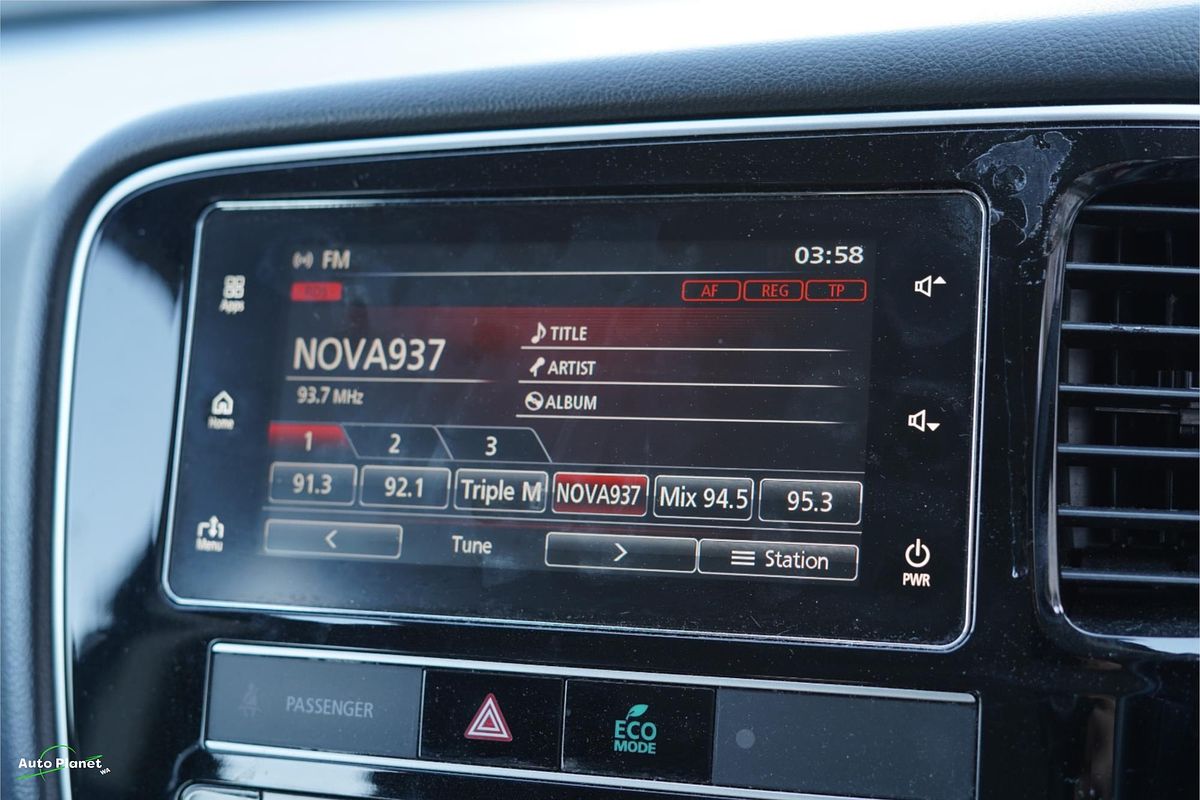 FM
03:58
RDS
AF REG TP
Apps
NOVA937
93.7 MHz
TITLE
ARTIST
ALBUM
Home
1 2 3
91.3 92.1 Triple M NOVA937 Mix 94.5 95.3
Menu
< Tune > Station
PWR
PASSENGER
ECO
MODE
Auto Planet
WA